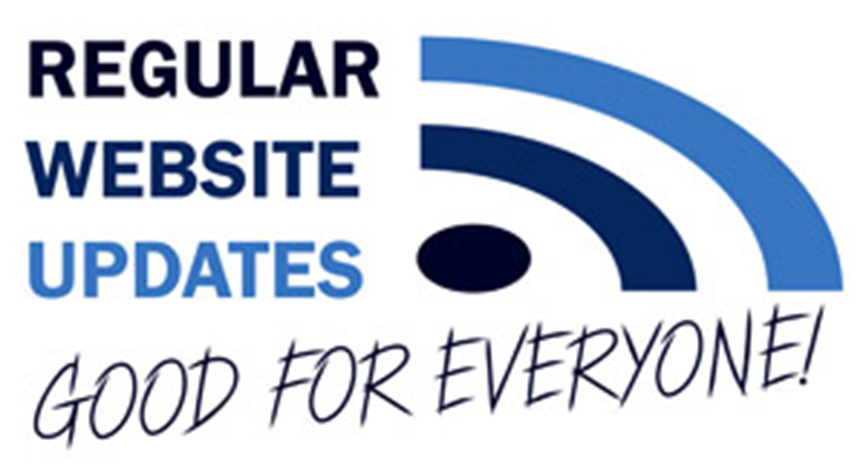 REGULAR
WEBSITE
UPDATES
GOOD FOR EVERYONE!